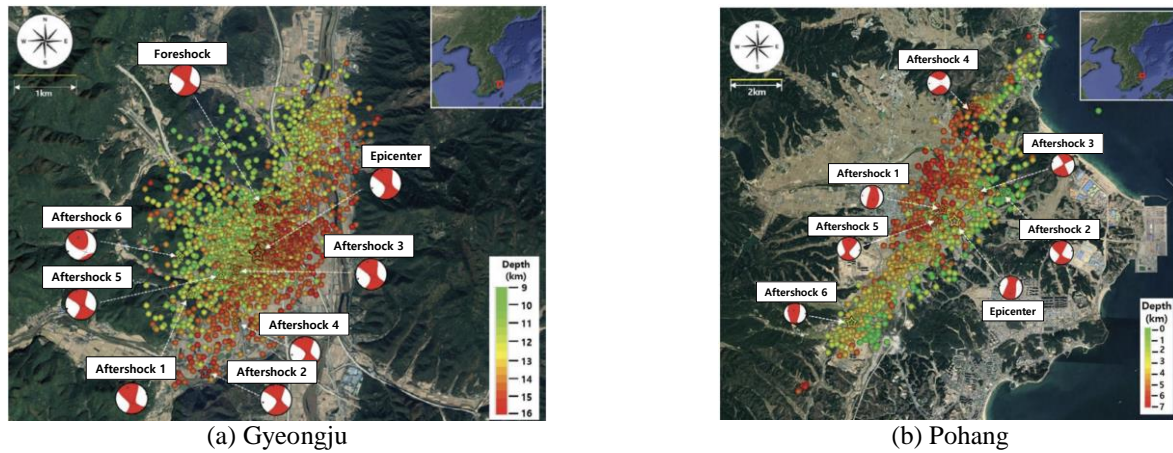 N
W E
S
1km
Foreshock
Epicenter
Aftershock 6
Aftershock 3
Aftershock 5
Aftershock 4
Aftershock 1
Aftershock 2
Depth
(km)
9
10
11
12
13
14
15
16
(a) Gyeongju
N
W E
S
2km
Aftershock 4
Aftershock 3
Aftershock 1
Aftershock 5
Aftershock 2
Aftershock 6
Epicenter
Depth
(km)
0
1
2
3
4
5
6
7
(b) Pohang